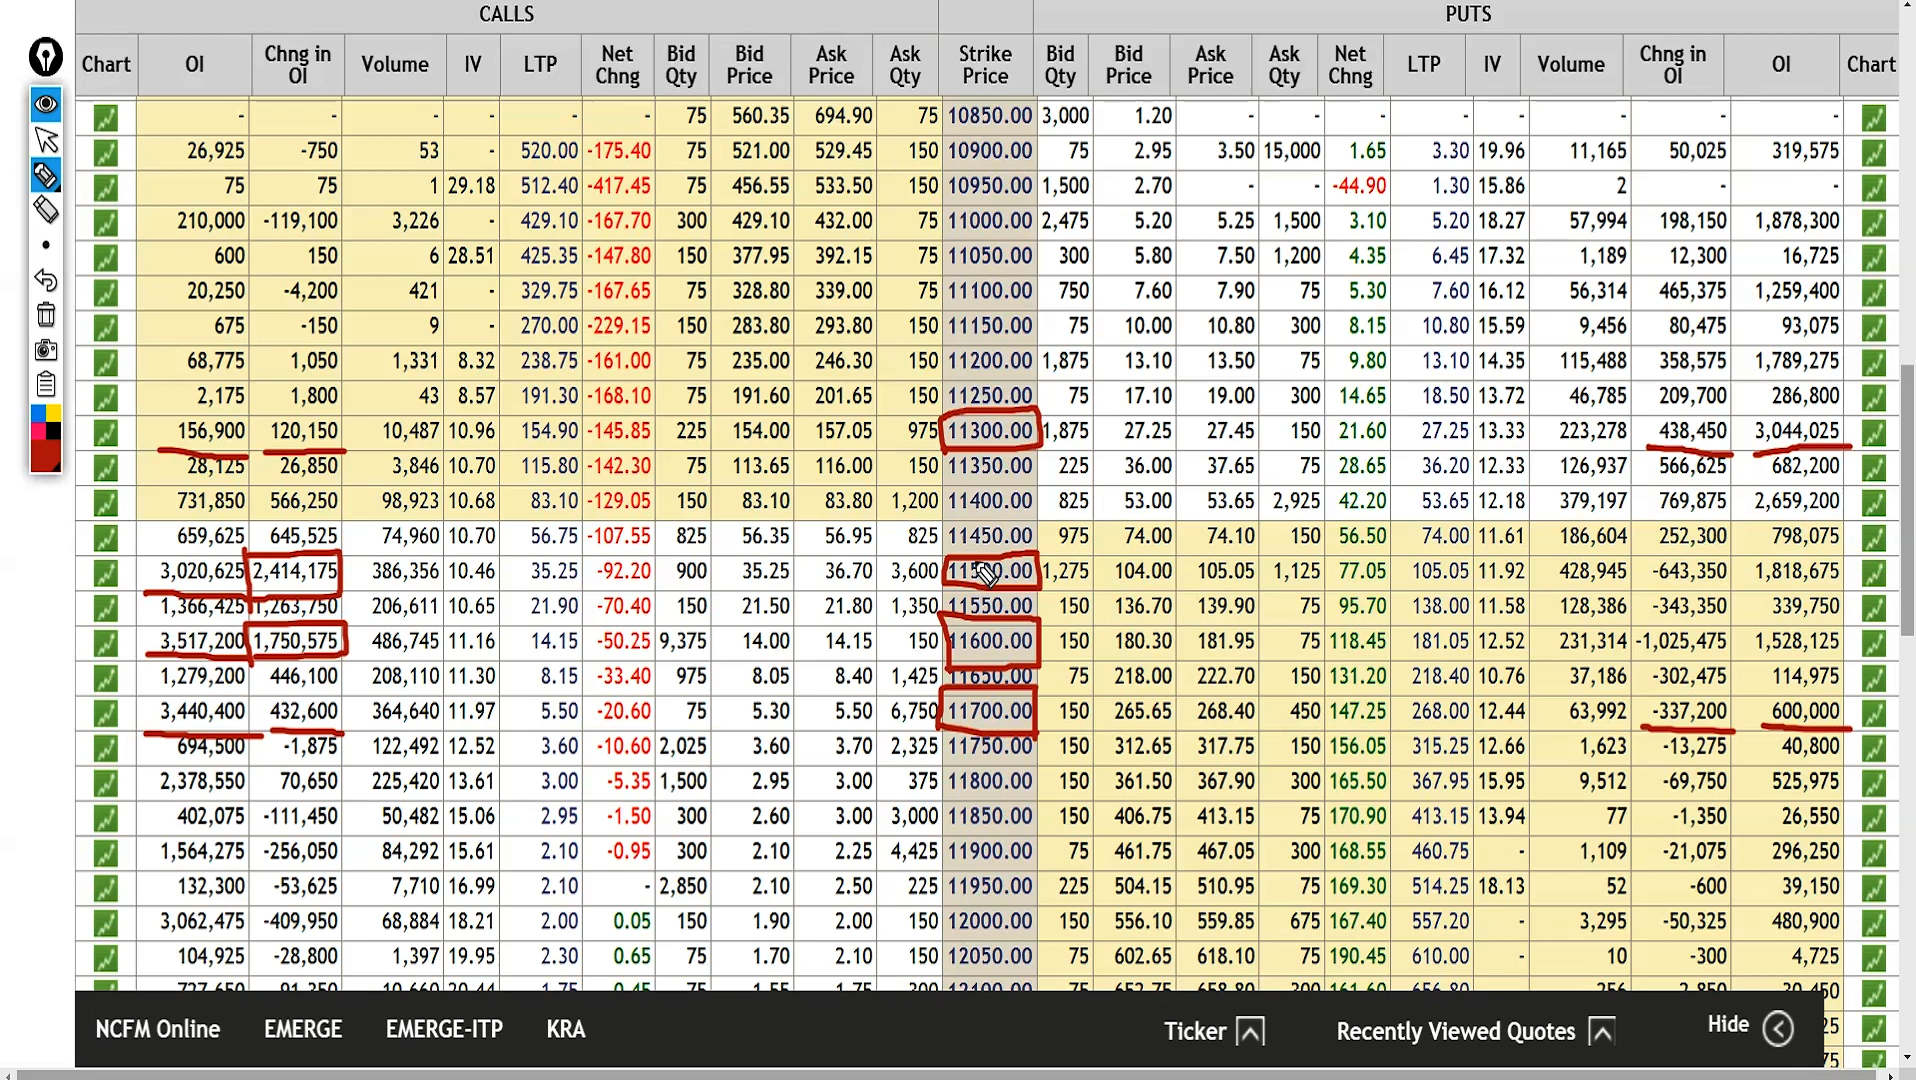 CALLS PUTS
Chart OI Chng in OI Volume IV LTP Net Chng Bid Qty Bid Price Ask Price Ask Qty Strike Price Bid Qty Bid Price Ask Price Ask Qty Net Chng LTP IV Volume Chng in OI OI Chart
- - - - - - 75 560.35 694.90 75 10850.00 3,000 1.20 - - - - - - - -
26,925 -750 53 - 520.00 -175.40 75 521.00 529.45 150 10900.00 75 2.95 3.50 15,000 1.65 3.30 19.96 11,165 50,025 319,575
75 75 1 29.18 512.40 -417.45 75 456.55 533.50 150 10950.00 1,500 2.70 - - -44.90 1.30 15.86 2 - -
210,000 -119,100 3,226 - 429.10 -167.70 300 429.10 432.00 75 11000.00 2,475 5.20 5.25 1,500 3.10 5.20 18.27 57,994 198,150 1,878,300
600 150 6 28.51 425.35 -147.80 150 377.95 392.15 75 11050.00 300 5.80 7.50 1,200 4.35 6.45 17.32 1,189 12,300 16,725
20,250 -4,200 421 - 329.75 -167.65 75 328.80 339.00 75 11100.00 750 7.60 7.90 75 5.30 7.60 16.12 56,314 465,375 1,259,400
675 -150 9 - 270.00 -229.15 150 283.80 293.80 150 11150.00 75 10.00 10.80 300 8.15 10.80 15.59 9,456 80,475 93,075
68,775 1,050 1,331 8.32 238.75 -161.00 75 235.00 246.30 150 11200.00 1,875 13.10 13.50 75 9.80 13.10 14.35 115,488 358,575 1,789,275
2,175 1,800 43 8.57 191.30 -168.10 75 191.60 201.65 150 11250.00 75 17.10 19.00 300 14.65 18.50 13.72 46,785 209,700 286,800
156,900 120,150 10,487 10.96 154.90 -145.85 225 154.00 157.05 975 11300.00 1,875 27.25 27.45 150 21.60 27.25 13.33 223,278 438,450 3,044,025
28,125 26,850 3,846 10.70 115.80 -142.30 75 113.65 116.00 150 11350.00 225 36.00 37.65 75 28.65 36.20 12.33 126,937 566,625 682,200
731,850 566,250 98,923 10.68 83.10 -129.05 150 83.10 83.80 1,200 11400.00 825 53.00 53.65 2,925 42.20 53.65 12.18 379,197 769,875 2,659,200
659,625 645,525 74,960 10.70 56.75 -107.55 825 56.35 56.95 825 11450.00 975 74.00 74.10 150 56.50 74.00 11.61 186,604 252,300 798,075
3,020,625 2,414,175 386,356 10.46 35.25 -92.20 900 35.25 36.70 3,600 1,275 104.00 105.05 1,125 77.05 105.05 11.92 428,945 -643,350 1,818,675
1,366,425 1,263,750 206,611 10.65 21.90 -70.40 150 21.50 21.80 1,350 11550.00 150 136.70 139.90 75 95.70 138.00 11.58 128,386 -343,350 339,750
3,517,200 1,750,575 486,745 11.16 14.15 -50.25 9,375 14.00 14.15 150 11600.00 150 180.30 181.95 75 118.45 181.05 12.52 231,314 -1,025,475 1,528,125
1,279,200 446,100 208,110 11.30 8.15 -33.40 975 8.05 8.40 1,425 11650.00 75 218.00 222.70 150 131.20 218.40 10.76 37,186 -302,475 114,975
3,440,400 432,600 364,640 11.97 5.50 -20.60 75 5.30 5.50 6,750 11700.00 150 265.65 268.40 450 147.25 268.00 12.44 63,992 -337,200 600,000
694,500 -1,875 122,492 12.52 3.60 -10.60 2,025 3.60 3.70 2,325 11750.00 150 312.65 317.75 150 156.05 315.25 12.66 1,623 -13,275 40,800
2,378,550 70,650 225,420 13.61 3.00 -5.35 1,500 2.95 3.00 375 11800.00 150 361.50 367.90 300 165.50 367.95 15.95 9,512 -69,750 525,975
402,075 -111,450 50,482 15.06 2.95 -1.50 300 2.60 3.00 3,000 11850.00 150 406.75 413.15 75 170.90 413.15 13.94 77 -1,350 26,550
1,564,275 -256,050 84,292 15.61 2.10 -0.95 300 2.10 2.25 4,425 11900.00 75 461.75 467.05 300 168.55 460.75 - 1,109 -21,075 296,250
132,300 -53,625 7,710 16.99 2.10 - 2,850 2.10 2.50 225 11950.00 225 504.15 510.95 75 169.30 514.25 18.13 52 -600 39,150
3,062,475 -409,950 68,884 18.21 2.00 0.05 150 1.90 2.00 150 12000.00 150 556.10 559.85 675 167.40 557.20 - 3,295 -50,325 480,900
104,925 -28,800 1,397 19.95 2.30 0.65 75 1.70 2.10 150 12050.00 75 602.65 618.10 75 190.45 610.00 - 10 -300 4,725
NCFM Online EMERGE EMERGE-ITP KRA Ticker Recently Viewed Quotes Hide